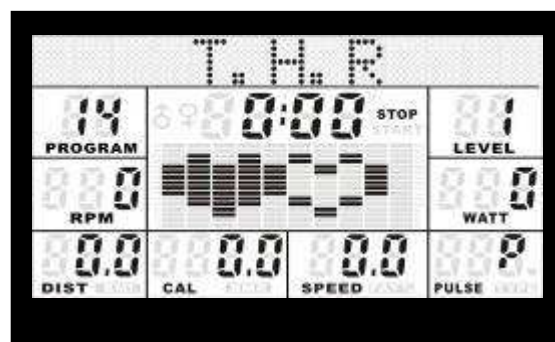 T.H.R
14 0:00 STOP 1
PROGRAM LEVEL
0 0
RPM WATT
0.0 0.0 0.0 P
DIST CAL SPEED PULSE